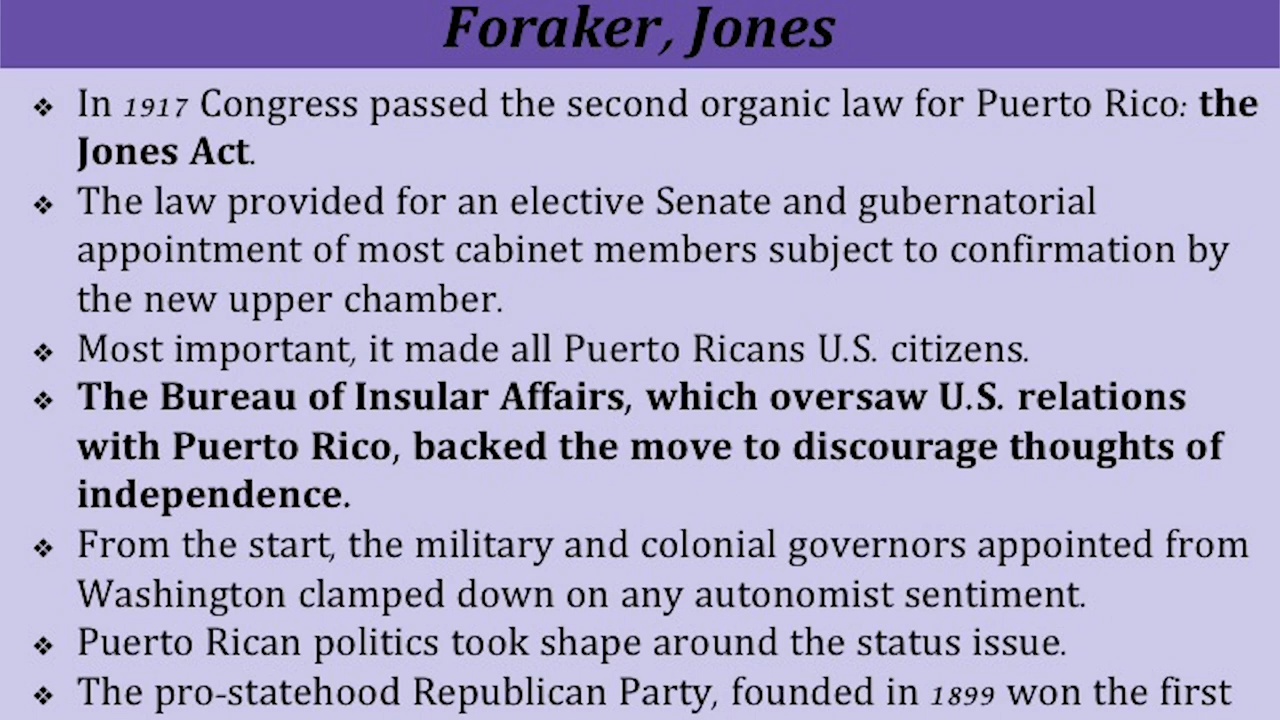 Foraker, Jones
❖ In 1917 Congress passed the second organic law for Puerto Rico: the
Jones Act.
❖ The law provided for an elective Senate and gubernatorial
appointment of most cabinet members subject to confirmation by
the new upper chamber.
❖ Most important, it made all Puerto Ricans U.S. citizens.
❖ The Bureau of Insular Affairs, which oversaw U.S. relations
with Puerto Rico, backed the move to discourage thoughts of
independence.
❖ From the start, the military and colonial governors appointed from
Washington clamped down on any autonomist sentiment.
❖ Puerto Rican politics took shape around the status issue.
❖ The pro-statehood Republican Party, founded in 1899 won the first